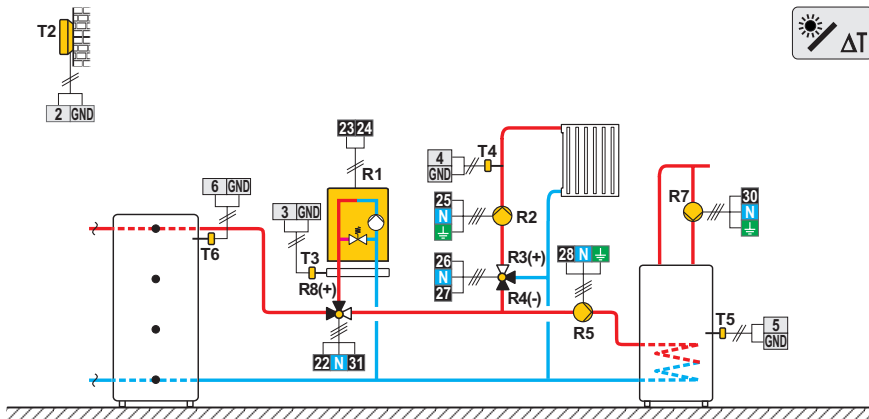 T2
ΔT
2 GND
23 24
R1
4
GND
T4
6 GND
3 GND
25
N
R2
R7
30
N
T6
T3
R8(+)
26
N
27
R3(+)
R4(-)
28 N
R5
T5
5
GND
22 N 31